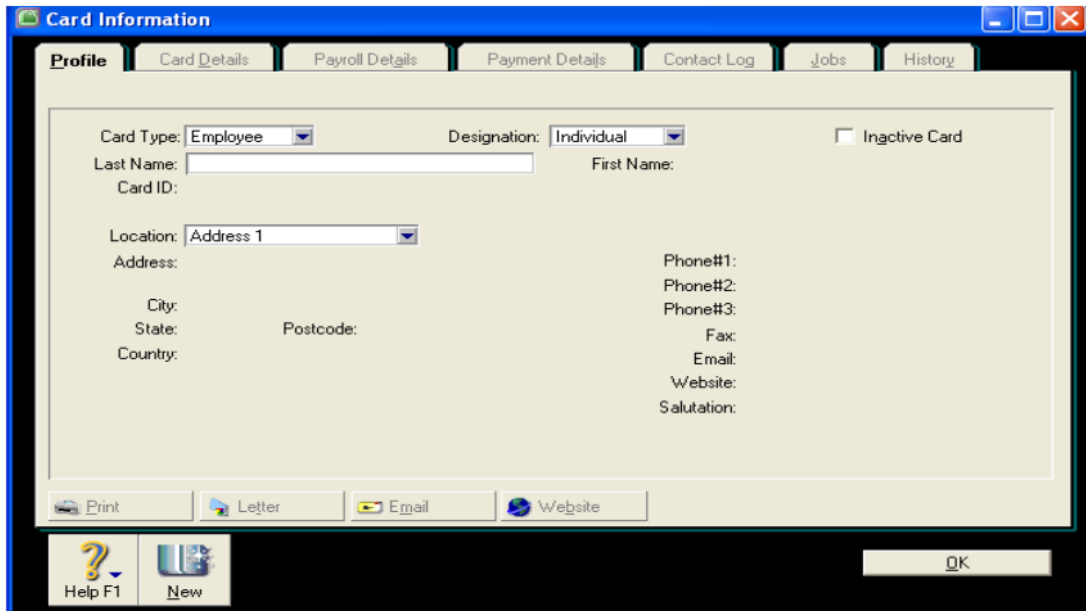 Card Information
Profile Card Details Payroll Details Payment Details Contact Log Jobs History
Card Type: Employee Designation: Individual Inactive Card
Last Name: First Name:
Card ID:
Location: Address 1
Address: Phone#1:
Phone#2:
City: Phone#3:
State: Postcode: Fax:
Country: Email:
Website:
Salutation:
Print Letter Email Website
Help F1 New OK